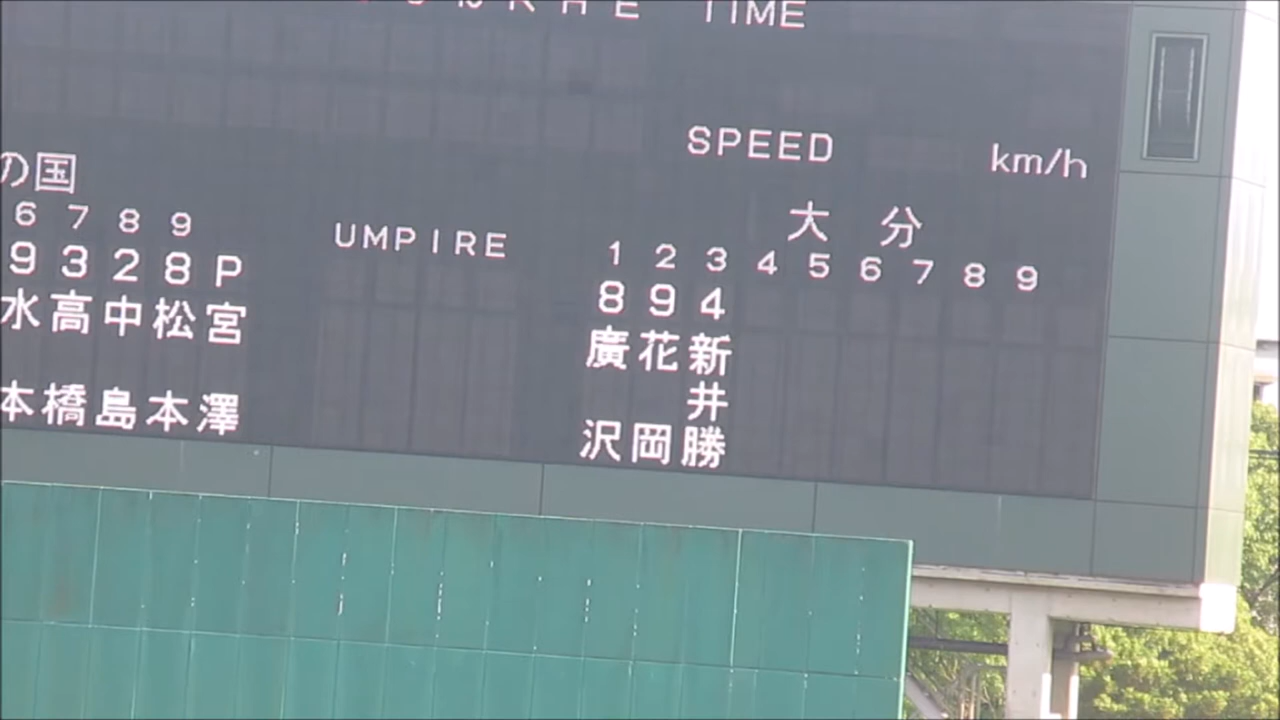 TIME
SPEED km/h
の国
6 7 8 9
9 3 2 8 P
水 高 中 松 宮
本 橋 島 本 澤
UMPIRE
大 分
1 2 3 4 5 6 7 8 9
8 9 4
廣 花 新
井
沢 岡 勝